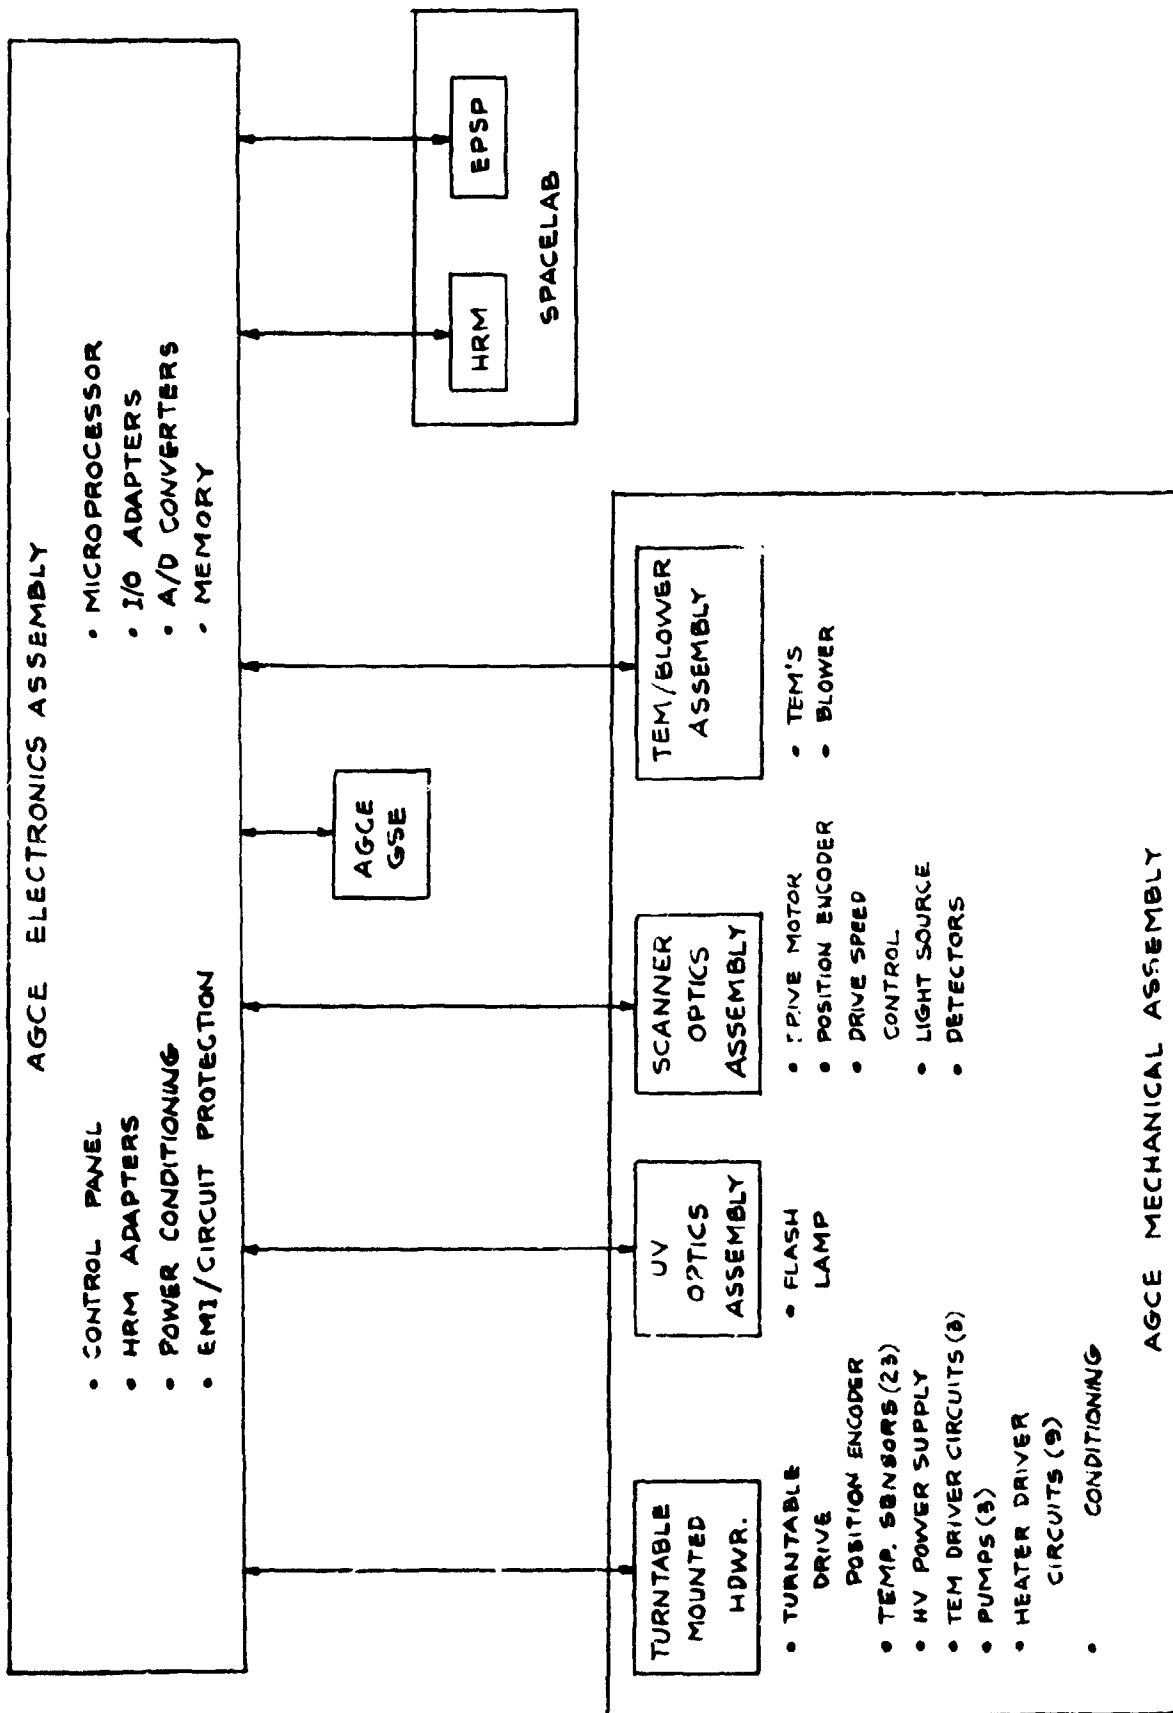 AGCE ELECTRONICS ASSEMBLY
• CONTROL PANEL
• HRM ADAPTERS
• POWER CONDITIONING
• EMI/CIRCUIT PROTECTION
• MICROPROCESSOR
• I/O ADAPTERS
• A/D CONVERTERS
• MEMORY
AGCE
GSE
HRM
EPSP
SPACELAB
TURNTABLE
MOUNTED
HDWR.
• TURNTABLE
DRIVE
POSITION ENCODER
• TEMP. SENSORS (23)
• HV POWER SUPPLY
• TEM DRIVER CIRCUITS (3)
• PUMPS (3)
• HEATER DRIVER
CIRCUITS (9)
• CONDITIONING
UV
OPTICS
ASSEMBLY
• FLASH
LAMP
SCANNER
OPTICS
ASSEMBLY
• DRIVE MOTOR
• POSITION ENCODER
• DRIVE SPEED
CONTROL
• LIGHT SOURCE
• DETECTORS
TEM/BLOWER
ASSEMBLY
• TEM'S
• BLOWER
AGCE MECHANICAL ASSEMBLY